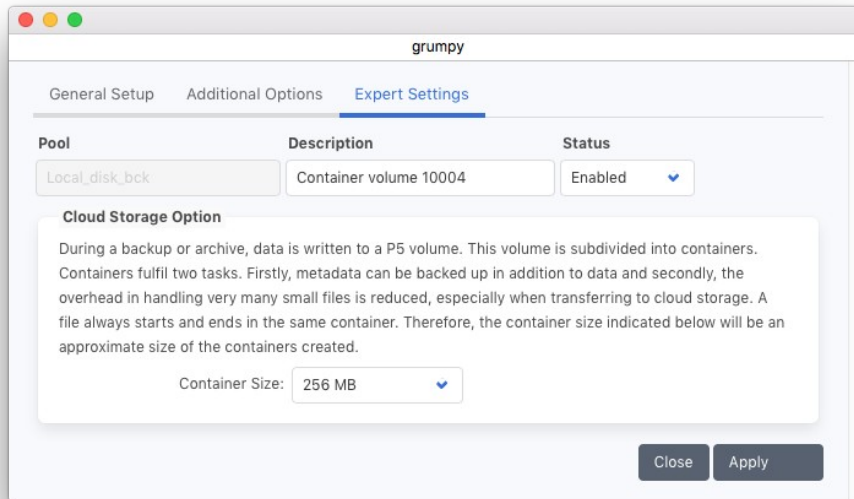 grumpy
General Setup Additional Options Expert Settings
Pool Description Status
Local_disk_bck Container volume 10004 Enabled
Cloud Storage Option
During a backup or archive, data is written to a P5 volume. This volume is subdivided into containers.
Containers fulfil two tasks. Firstly, metadata can be backed up in addition to data and secondly, the
overhead in handling very many small files is reduced, especially when transferring to cloud storage. A
file always starts and ends in the same container. Therefore, the container size indicated below will be an
approximate size of the containers created.
Container Size: 256 MB
Close Apply